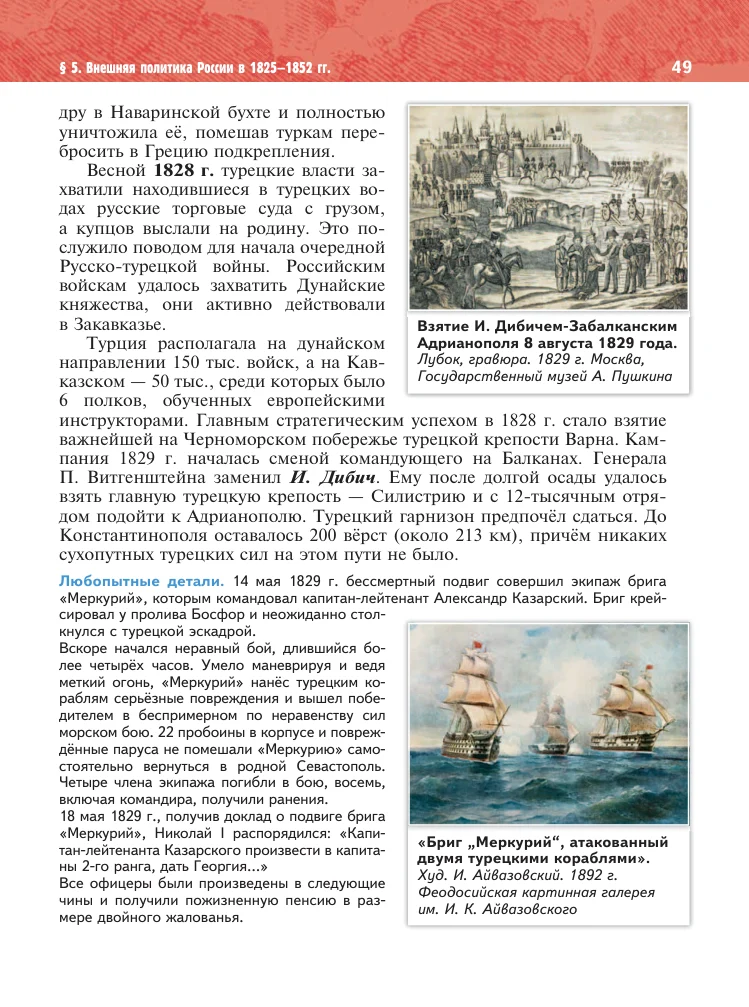 § 5. Внешняя политика России в 1825—1852 гг.
49
дру в Наваринской бухте и полностью
уничтожила её, помешав туркам пере-
бросить в Грецию подкрепления.
Весной 1828 г. турецкие власти за-
хватили находившиеся в турецких во-
дах русские торговые суда с грузом,
а купцов выслали на родину. Это по-
служило поводом для начала очередной
Русско-турецкой войны. Российским
войскам удалось захватить Дунайские
княжества, они активно действовали
в Закавказье.
Турция располагала на дунайском
направлении 150 тыс. войск, а на Кав-
казском — 50 тыс., среди которых было
6 полков, обученных европейскими
инструкторами. Главным стратегическим успехом в 1828 г. стало взятие
важнейшей на Черноморском побережье турецкой крепости Варна. Кам-
пания 1829 г. началась сменой командующего на Балканах. Генерала
П. Витгенштейна заменил И. Дибич. Ему после долгой осады удалось
взять главную турецкую крепость — Силистрию и с 12-тысячным отря-
дом подойти к Адрианополю. Турецкий гарнизон предпочёл сдаться. До
Константинополя оставалось 200 вёрст (около 213 км), причём никаких
сухопутных турецких сил на этом пути не было.
Взятие И. Дибичем-Забалканским
Адрианополя 8 августа 1829 года.
Лубок, гравюра. 1829 г. Москва,
Государственный музей А. Пушкина
Любопытные детали. 14 мая 1829 г. бессмертный подвиг совершил экипаж брига
«Меркурий», которым командовал капитан-лейтенант Александр Казарский. Бриг крей-
сировал у пролива Босфор и неожиданно стол-
кнулся с турецкой эскадрой.
Вскоре начался неравный бой, длившийся бо-
лее четырёх часов. Умело маневрируя и ведя
меткий огонь, «Меркурий» нанёс турецким ко-
раблям серьёзные повреждения и вышел побе-
дителем в беспримерном по неравенству сил
морском бою. 22 пробоины в корпусе и повреж-
дённые паруса не помешали «Меркурию» само-
стоятельно вернуться в родной Севастополь.
Четыре члена экипажа погибли в бою, восемь,
включая командира, получили ранения.
18 мая 1829 г., получив доклад о подвиге брига
«Меркурий», Николай I распорядился: «Капи-
тан-лейтенанта Казарского произвести в капита-
ны 2-го ранга, дать Георгия...»
Все офицеры были произведены в следующие
чины и получили пожизненную пенсию в раз-
мере двойного жалованья.
«Бриг „Меркурий“, атакованный
двумя турецкими кораблями».
Худ. И. Айвазовский. 1892 г.
Феодосийская картинная галерея
им. И. К. Айвазовского